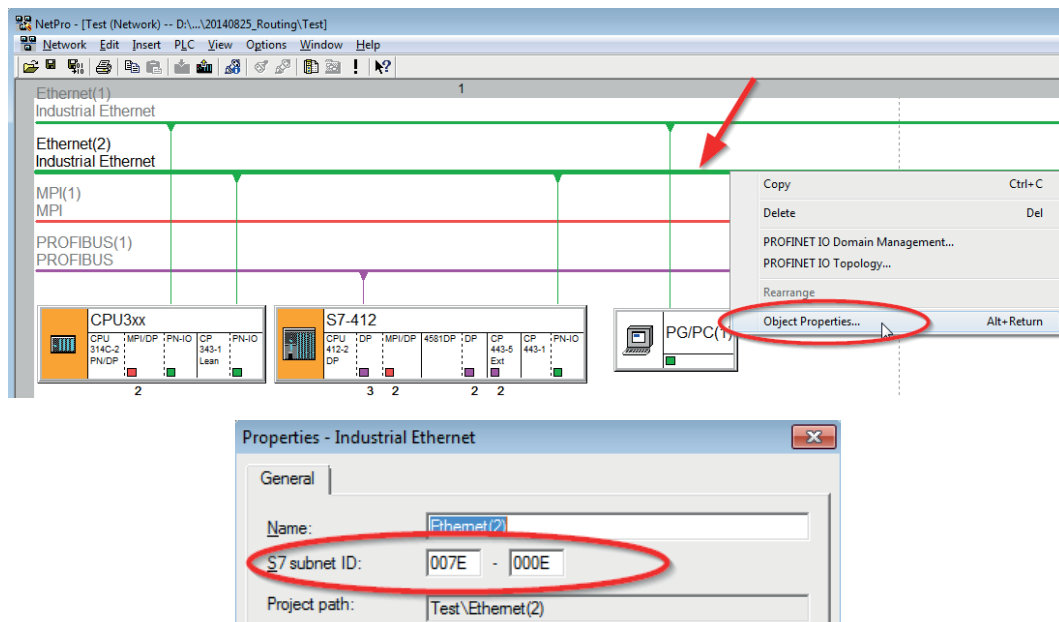 NetPro - [Test (Network) -- D:\...\20140825_Routing\Test]
Network Edit Insert PLC View Options Window Help
1
Ethernet(1)
Industrial Ethernet
Ethernet(2)
Industrial Ethernet
MPI(1)
MPI
PROFIBUS(1)
PROFIBUS
Copy Ctrl+C
Delete Del
PROFINET IO Domain Management...
PROFINET IO Topology...
Rearrange
Object Properties... Alt+Return
CPU3xx
CPU 314C-2 PN/DP
MPI/DP
PN-IO
CP 343-1 Lean
PN-IO
2
S7-412
CPU 412-2 DP
DP
MPI/DP
4581DP
DP
CP 443-5 Ext
CP 443-1
PN-IO
3 2 2 2
PG/PC(1)
Properties - Industrial Ethernet
General
Name: Ethernet(2)
S7 subnet ID: 007E - 000E
Project path: Test\Ethernet(2)